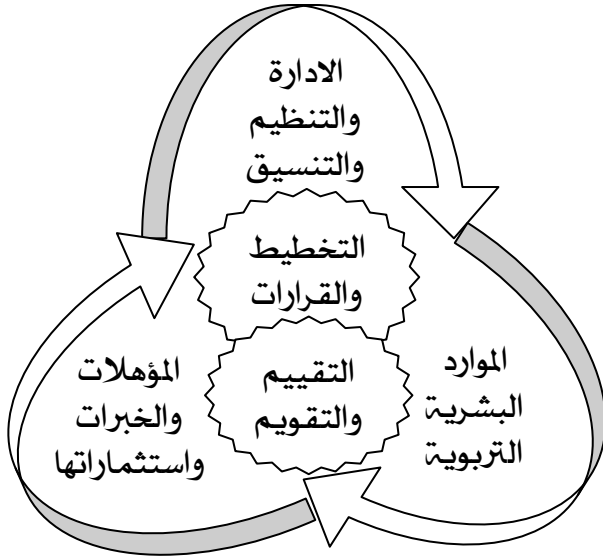 الادارة
والتنظيم
والتنسيق
التخطيط
والقرارات
الموارد
البشرية
التربوية
التقييم
والتقويم
المؤهلات
والخبرات
واستثماراتها